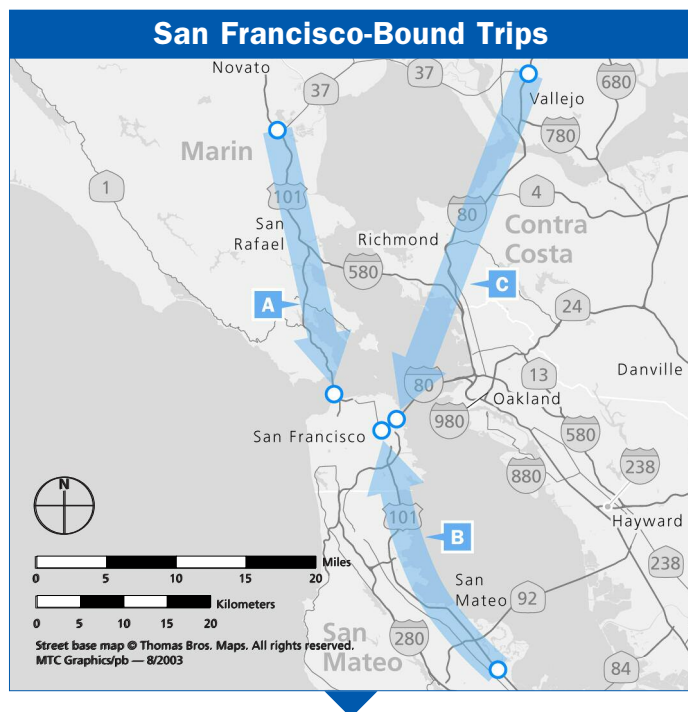 San Francisco-Bound Trips
Novato
37
37
680
Vallejo
780
Marin
1
101
4
80
San
Rafael
Richmond
Contra
Costa
580
A
C
24
13
Danville
80
Oakland
980
San Francisco
580
238
880
101
N
Hayward
B
Miles
0
5
10
15
20
238
San
Mateo
92
Kilometers
0
5
10
15
20
San
Mateo
280
84
Street base map © Thomas Bros. Maps. All rights reserved.
MTC Graphics/pb — 8/2003